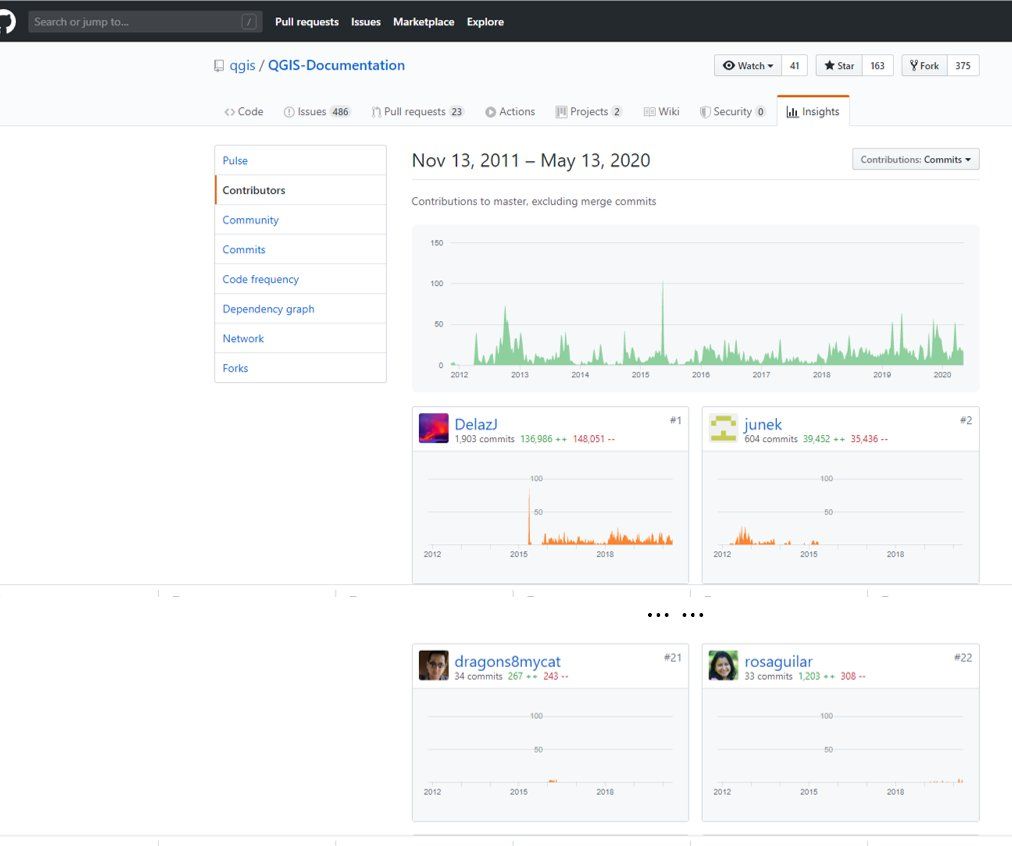 Search or jump to... /
Pull requests Issues Marketplace Explore
qgis / QGIS-Documentation
Watch 41 Star 163 Fork 375
Code Issues 486 Pull requests 23 Actions Projects 2 Wiki Security 0 Insights
Pulse
Contributors
Community
Commits
Code frequency
Dependency graph
Network
Forks
Nov 13, 2011 – May 13, 2020
Contributions: Commits
Contributions to master, excluding merge commits
150
100
50
0
2012 2013 2014 2015 2016 2017 2018 2019 2020
DelazJ #1
1,903 commits 136,986 ++ 148,051 --
100
50
2012 2015 2018
junek #2
604 commits 39,452 ++ 35,436 --
100
50
2012 2015 2018
... ...
dragons8mycat #21
34 commits 267 ++ 243 --
100
50
2012 2015 2018
rosaguilar #22
33 commits 1,203 ++ 308 --
100
50
2012 2015 2018